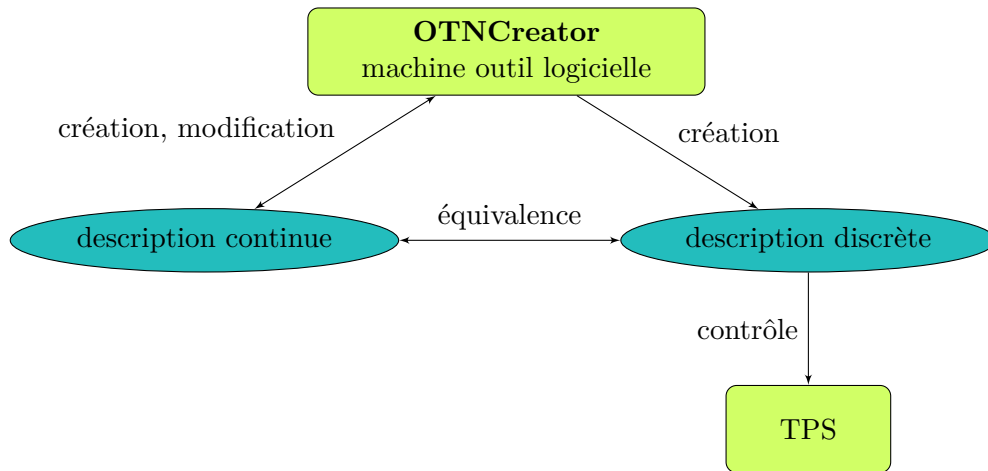 OTNCreator
machine outil logicielle
création, modification
création
équivalence
description continue
description discrète
contrôle
TPS